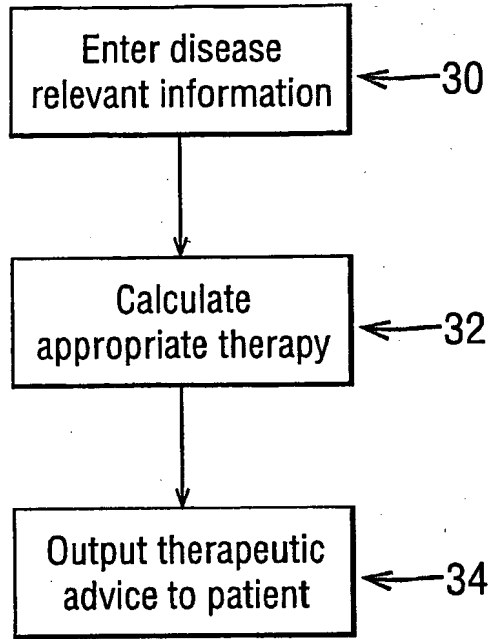 Enter disease
relevant information
30
Calculate
appropriate therapy
32
Output therapeutic
advice to patient
34